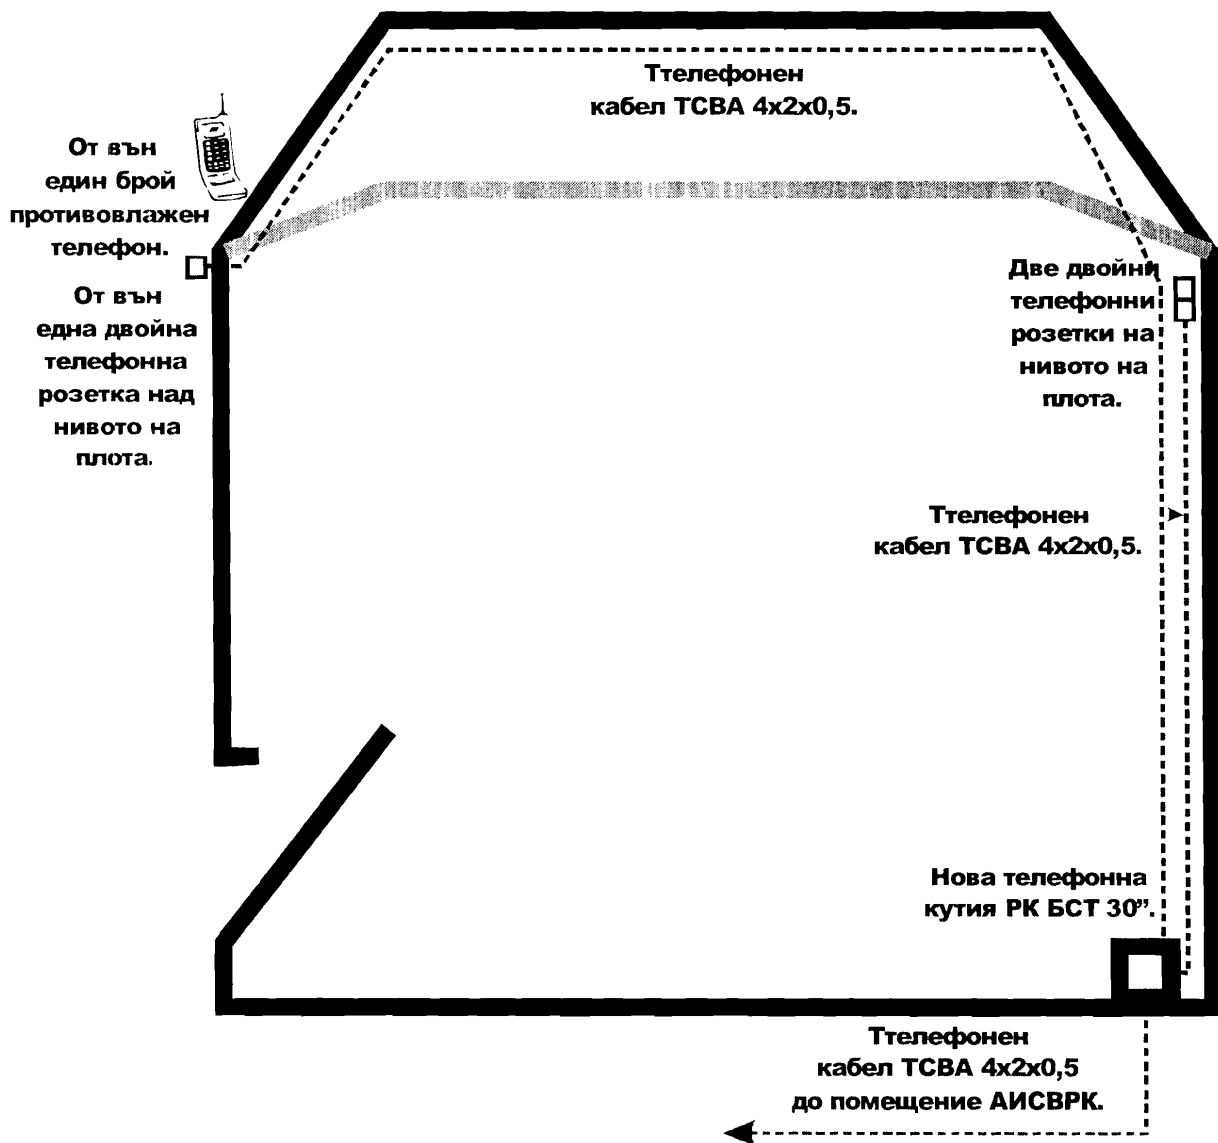 Ттелефонен
кабел ТСВА 4х2х0,5.
От вън
един брой
противовлажен
телефон.
От вън
една двойна
телефонна
розетка над
нивото на
плота.
Две двойни
телефонни
розетки на
нивото на
плота.
Ттелефонен
кабел ТСВА 4х2х0,5.
Нова телефонна
кутия РК БСТ 30”.
Ттелефонен
кабел ТСВА 4х2х0,5
до помещение АИСВРК.